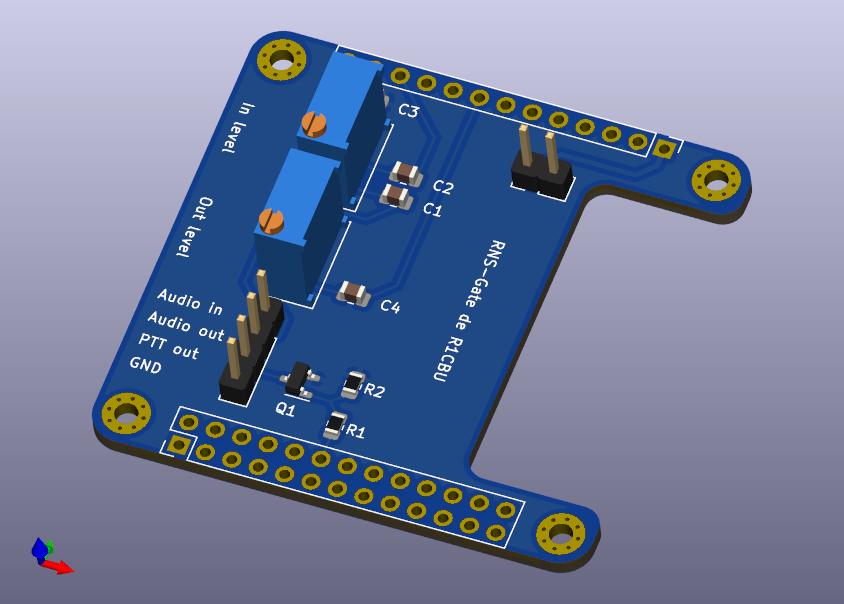 In level
Out level
Audio in
Audio out
PTT out
GND
C3
C2
C1
C4
RNS-Gate de R1CBU
Q1
R2
R1